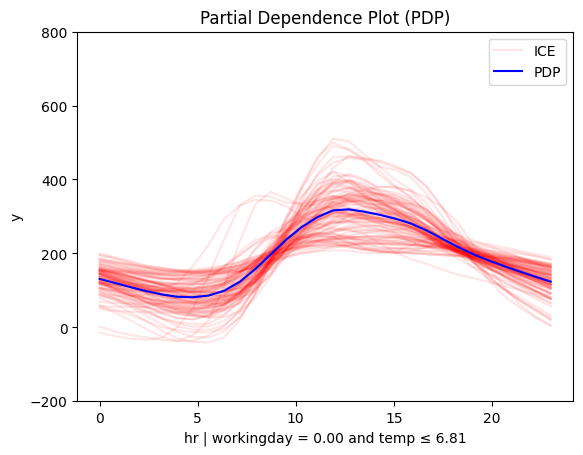 Partial Dependence Plot (PDP)
ICE
PDP
800
600
400
200
0
−200
y
0
5
10
15
20
hr | workingday = 0.00 and temp ≤ 6.81